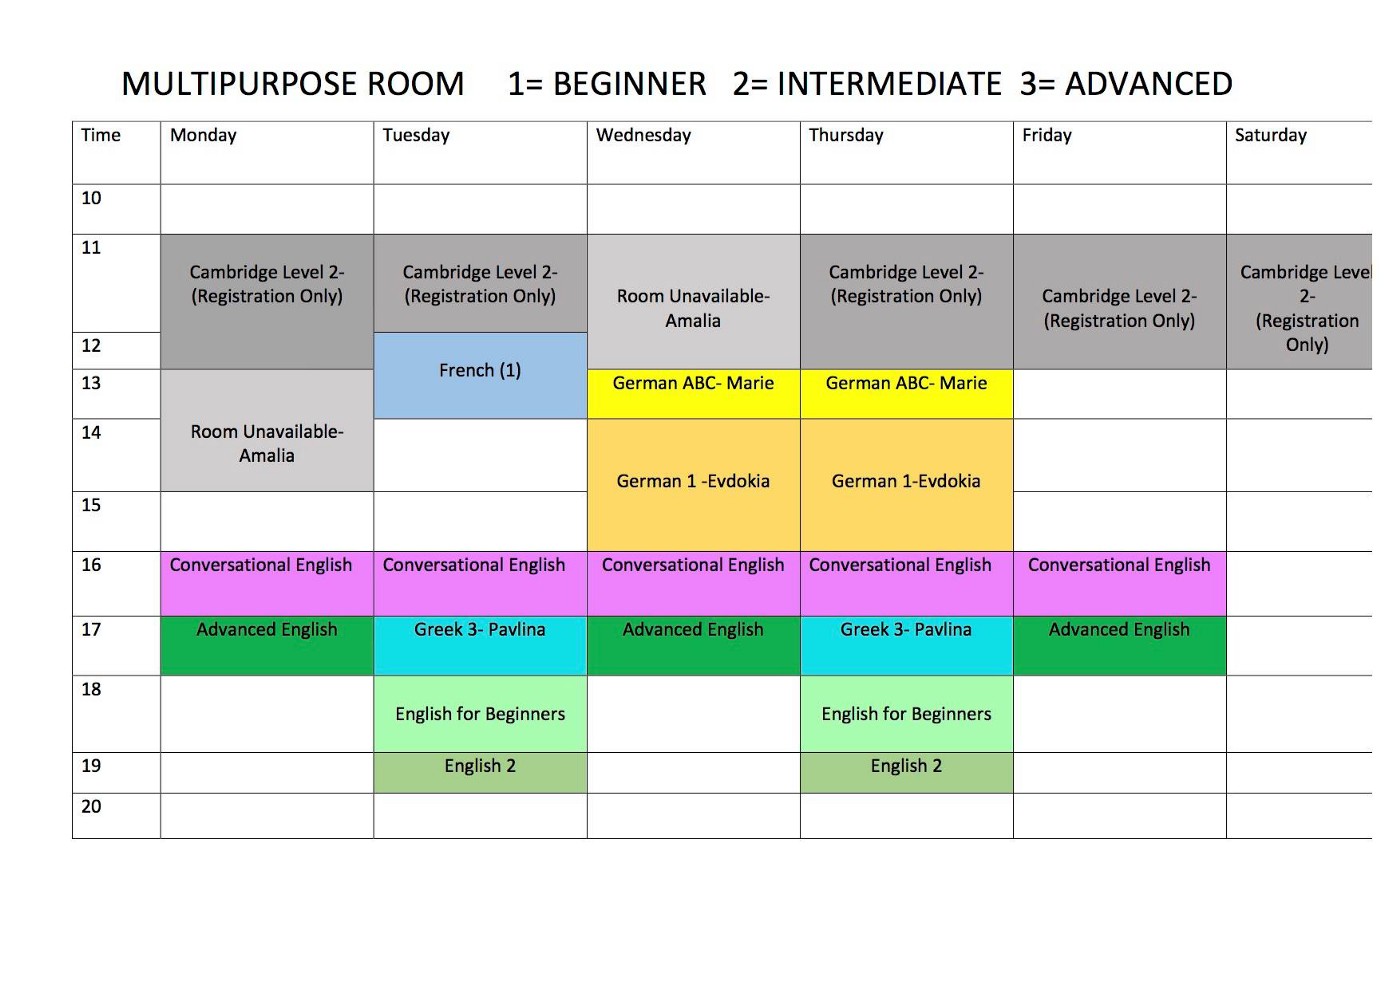 MULTIPURPOSE ROOM 1= BEGINNER 2= INTERMEDIATE 3= ADVANCED
Time Monday Tuesday Wednesday Thursday Friday Saturday
10
11
Cambridge Level 2-
(Registration Only)
Cambridge Level 2-
(Registration Only)
Room Unavailable-
Amalia
Cambridge Level 2-
(Registration Only)
Cambridge Level 2-
(Registration Only)
Cambridge Level
2-
(Registration
Only)
12
French (1)
13
Room Unavailable-
Amalia
German ABC- Marie
German ABC- Marie
14
German 1 -Evdokia
German 1-Evdokia
15
16
Conversational English
Conversational English
Conversational English
Conversational English
Conversational English
17
Advanced English
Greek 3- Pavlina
Advanced English
Greek 3- Pavlina
Advanced English
18
English for Beginners
English for Beginners
19
English 2
English 2
20